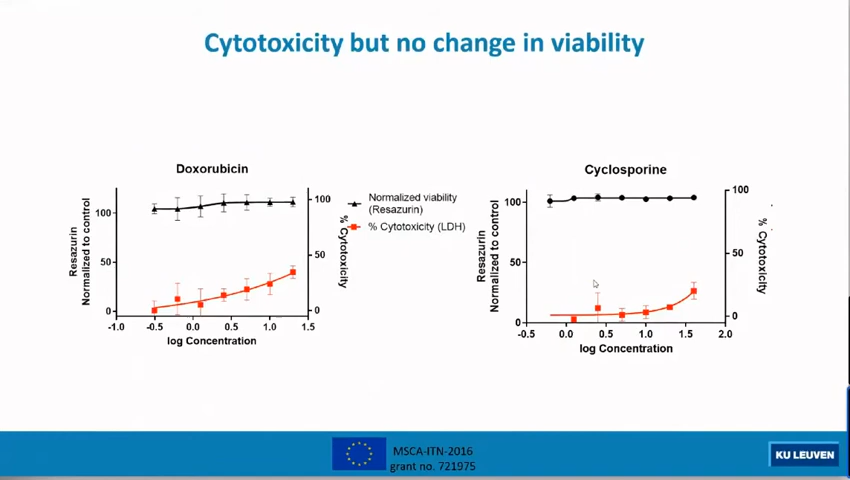 Cytotoxicity but no change in viability
Doxorubicin
Resazurin
Normalized to control
100
50
0
100
50
0
% Cytotoxicity
-1.0 -0.5 0.0 0.5 1.0 1.5
log Concentration
Normalized viability
(Resazurin)
% Cytotoxicity (LDH)
Cyclosporine
Resazurin
Normalized to control
100
50
0
100
50
0
% Cytotoxicity
-0.5 0.0 0.5 1.0 1.5 2.0
log Concentration
MSCA-ITN-2016
grant no. 721975
KU LEUVEN